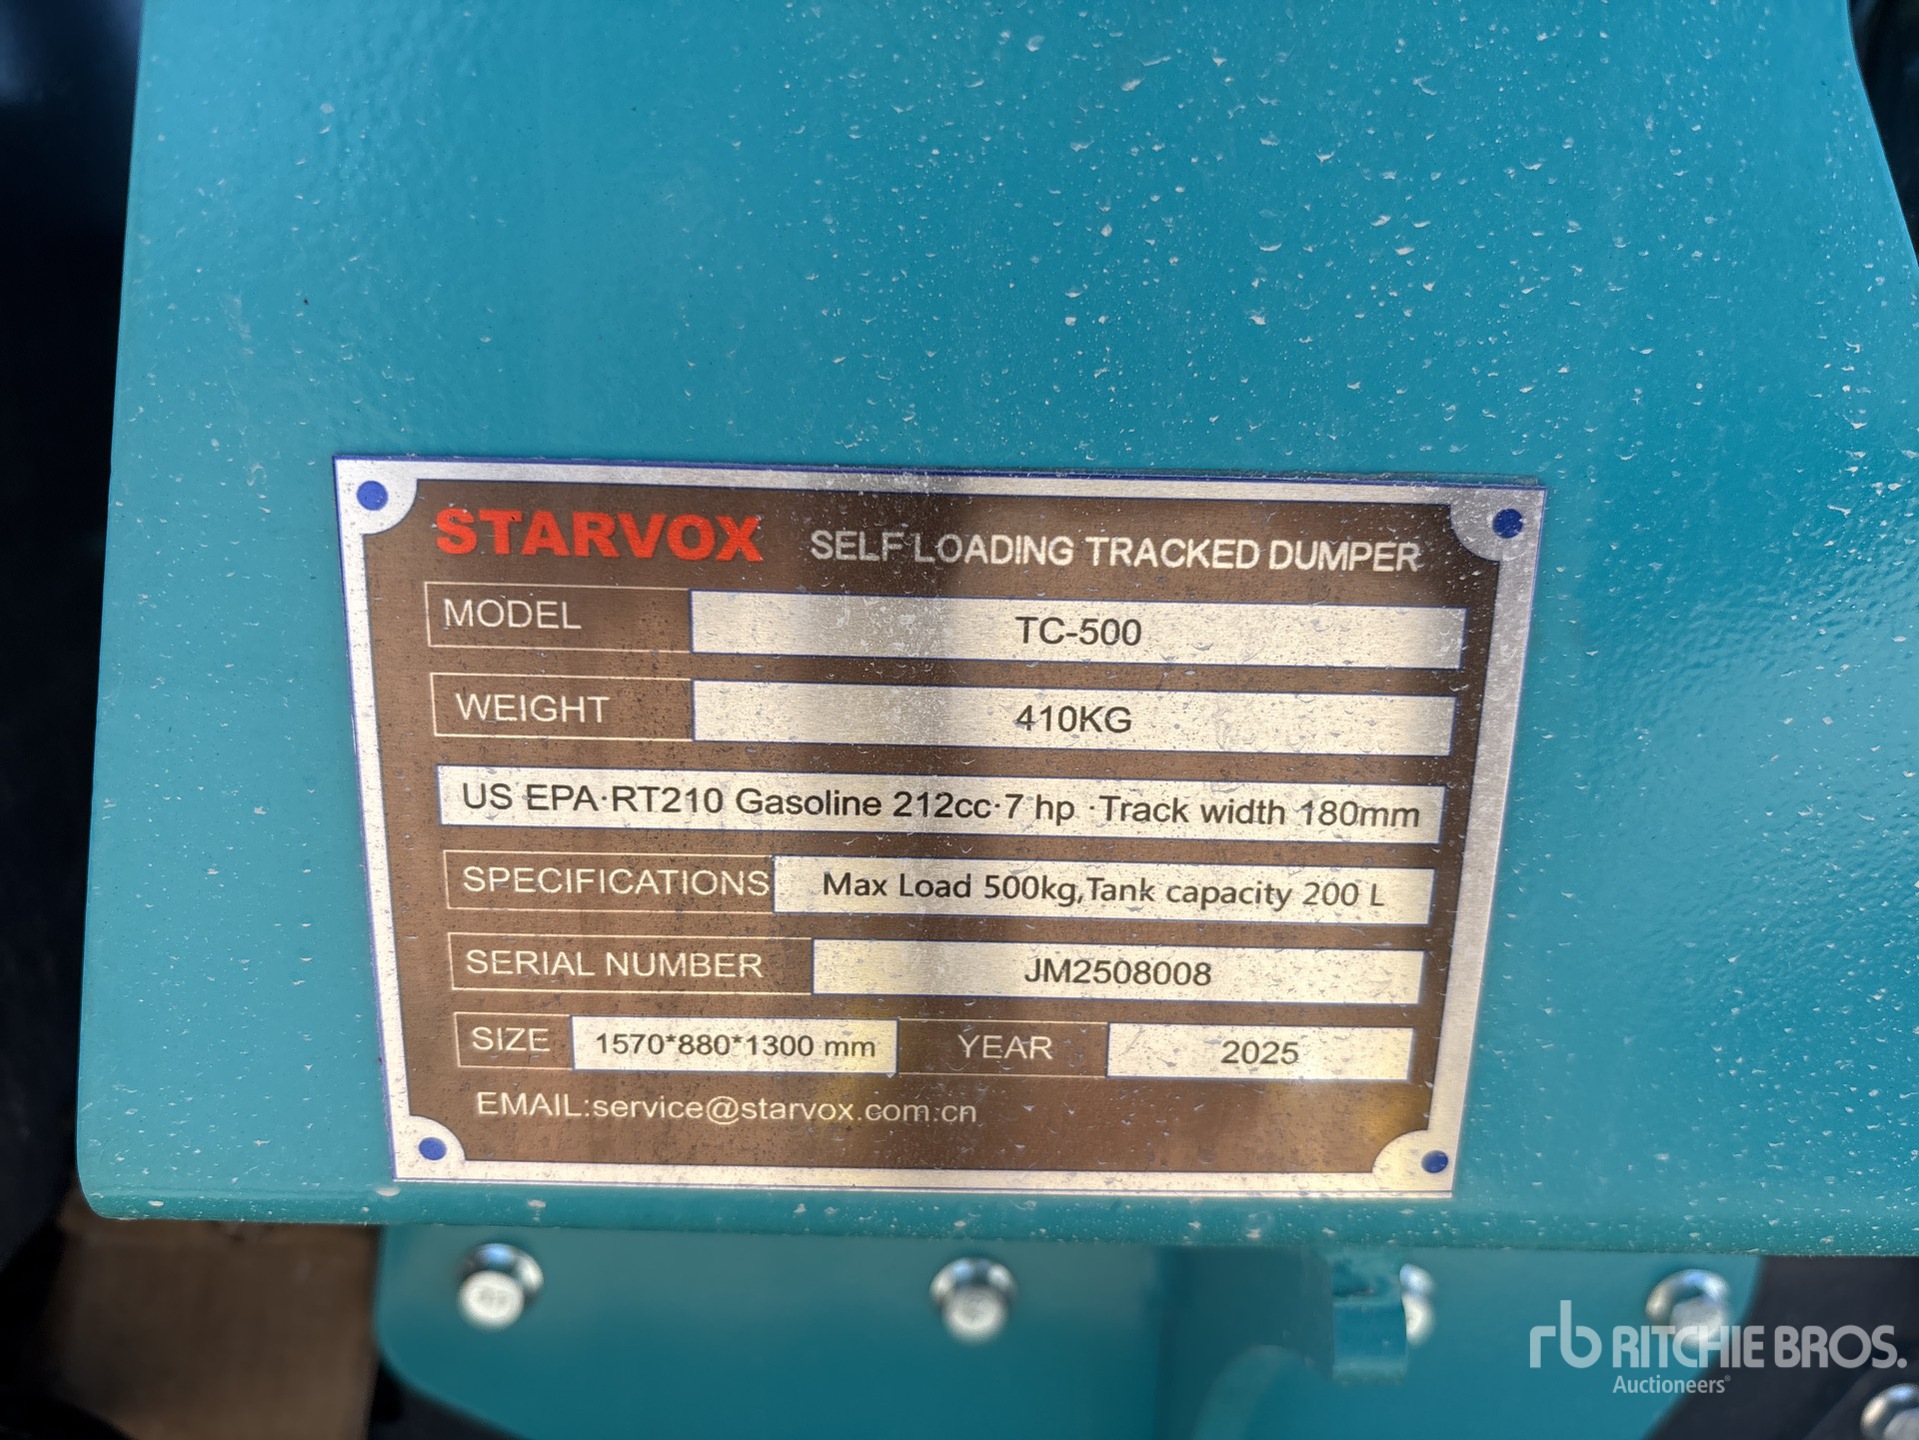 STARVOX SELF LOADING TRACKED DUMPER
MODEL TC-500
WEIGHT 410KG
US EPA·RT210 Gasoline 212cc·7 hp ·Track width 180mm
SPECIFICATIONS Max Load 500kg,Tank capacity 200 L
SERIAL NUMBER JM2508008
SIZE 1570*880*1300 mm YEAR 2025
EMAIL:service@starvox.com.cn
rb RITCHIE BROS.
Auctioneers®